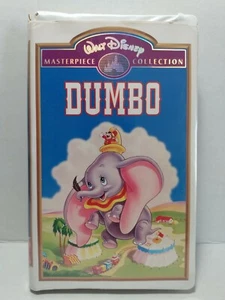 WALT DISNEY
MASTERPIECE COLLECTION
DUMBO